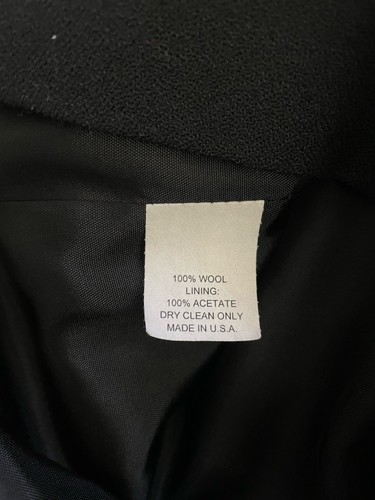 100% WOOL
LINING:
100% ACETATE
DRY CLEAN ONLY
MADE IN U.S.A.